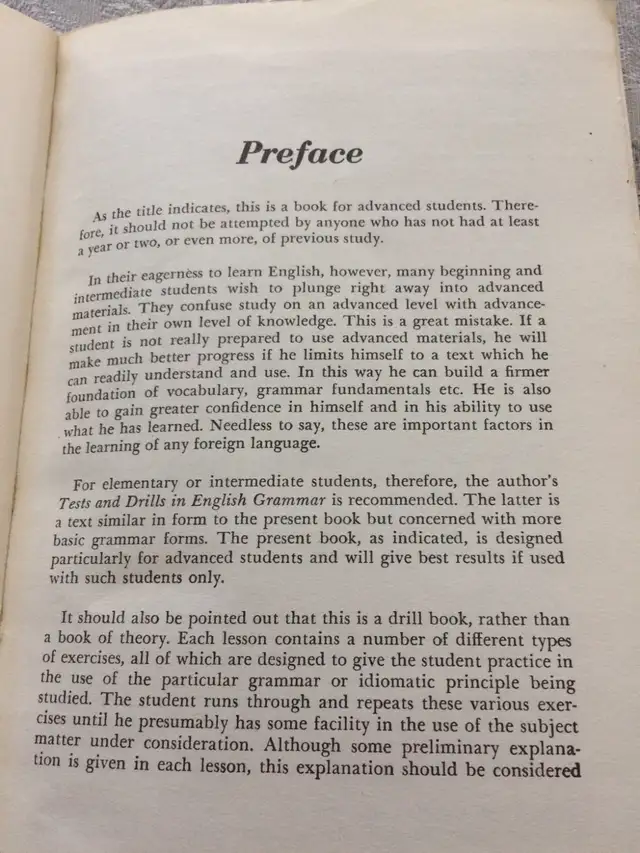 Preface
As the title indicates, this is a book for advanced students. There-
fore, it should not be attempted by anyone who has not had at least
a year or two, or even more, of previous study.
In their eagerness to learn English, however, many beginning and
intermediate students wish to plunge right away into advanced
materials. They confuse study on an advanced level with advance-
ment in their own level of knowledge. This is a great mistake. If a
student is not really prepared to use advanced materials, he will
make much better progress if he limits himself to a text which he
can readily understand and use. In this way he can build a firmer
foundation of vocabulary, grammar fundamentals etc. He is also
able to gain greater confidence in himself and in his ability to use
what he has learned. Needless to say, these are important factors in
the learning of any foreign language.
For elementary or intermediate students, therefore, the author's
Tests and Drills in English Grammar is recommended. The latter is
a text similar in form to the present book but concerned with more
basic grammar forms. The present book, as indicated, is designed
particularly for advanced students and will give best results if used
with such students only.
It should also be pointed out that this is a drill book, rather than
a book of theory. Each lesson contains a number of different types
of exercises, all of which are designed to give the student practice in
the use of the particular grammar or idiomatic principle being
studied. The student runs through and repeats these various exer-
cises until he presumably has some facility in the use of the subject
matter under consideration. Although some preliminary explana-
tion is given in each lesson, this explanation should be considered